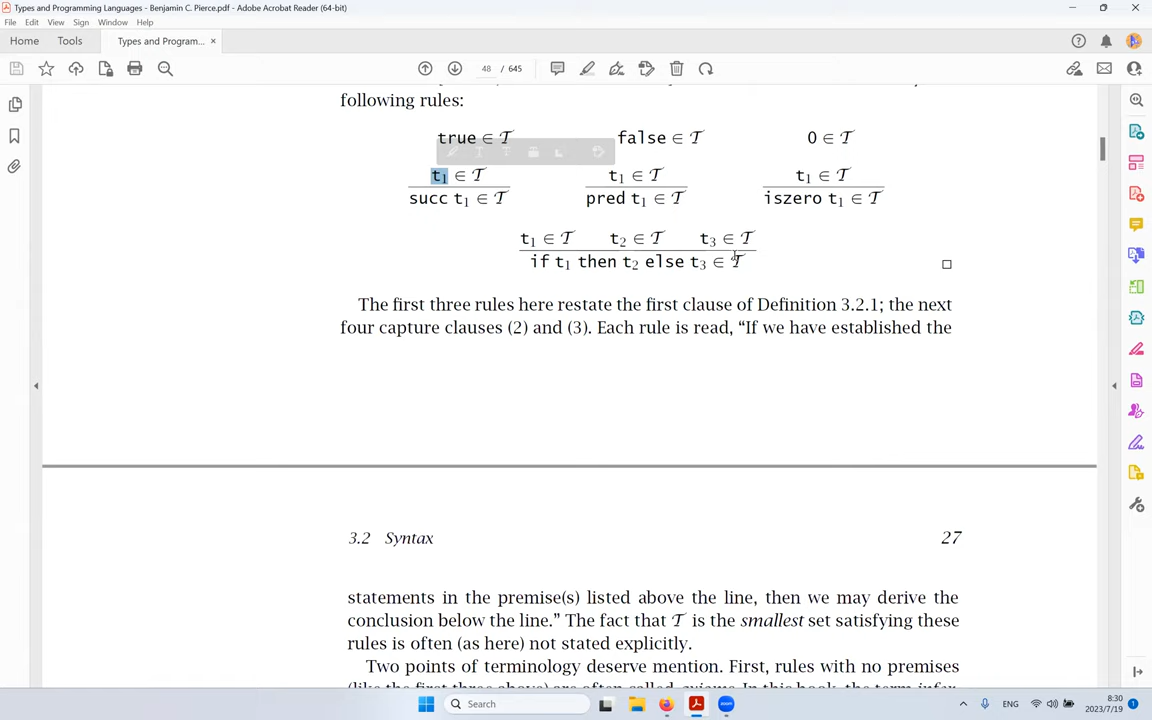 Types and Programming Languages - Benjamin C. Pierce.pdf - Adobe Acrobat Reader (64-bit)
File Edit View Sign Window Help
Home Tools Types and Program... ×
48 / 645
following rules:
true ∈ T false ∈ T 0 ∈ T
t1 ∈ T t1 ∈ T t1 ∈ T
succ t1 ∈ T pred t1 ∈ T iszero t1 ∈ T
t1 ∈ T t2 ∈ T t3 ∈ T
if t1 then t2 else t3 ∈ T □
The first three rules here restate the first clause of Definition 3.2.1; the next
four capture clauses (2) and (3). Each rule is read, “If we have established the
3.2 Syntax 27
statements in the premise(s) listed above the line, then we may derive the
conclusion below the line.” The fact that T is the smallest set satisfying these
rules is often (as here) not stated explicitly.
Two points of terminology deserve mention. First, rules with no premises
Search ENG 8:30
2023/7/19